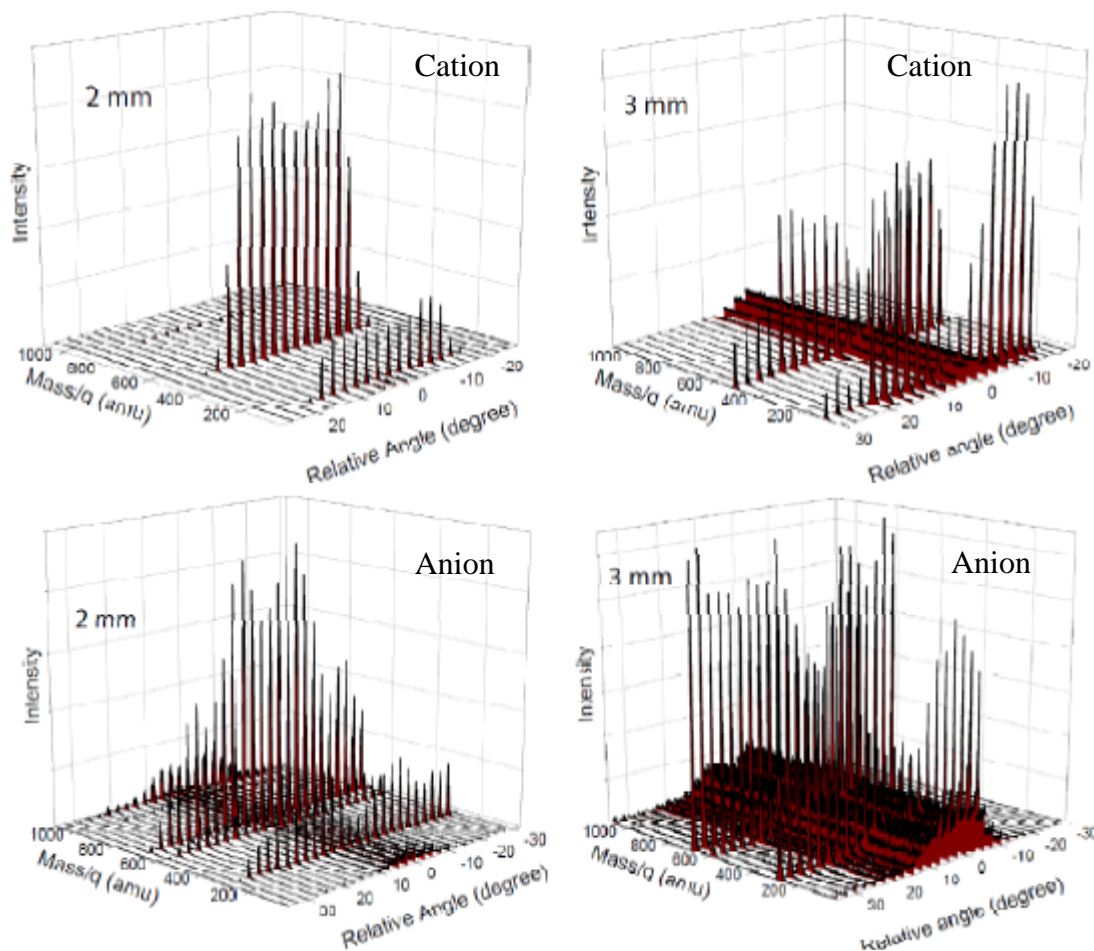 Cation
2 mm
Intensity
1000
800
600
400
200
Mass/q (amu)
20
10
0
-10
-20
Relative Angle (degree)
Cation
3 mm
Intensity
1000
800
600
400
200
Mass/q (amu)
30
20
10
0
-10
-20
Relative angle (degree)
Anion
2 mm
Intensity
1000
800
600
400
200
Mass/q (amu)
30
20
10
0
-10
-20
-30
Relative Angle (degree)
Anion
3 mm
Intensity
1000
800
600
400
200
Mass/q (amu)
30
20
10
0
-10
-20
-30
Relative angle (degree)